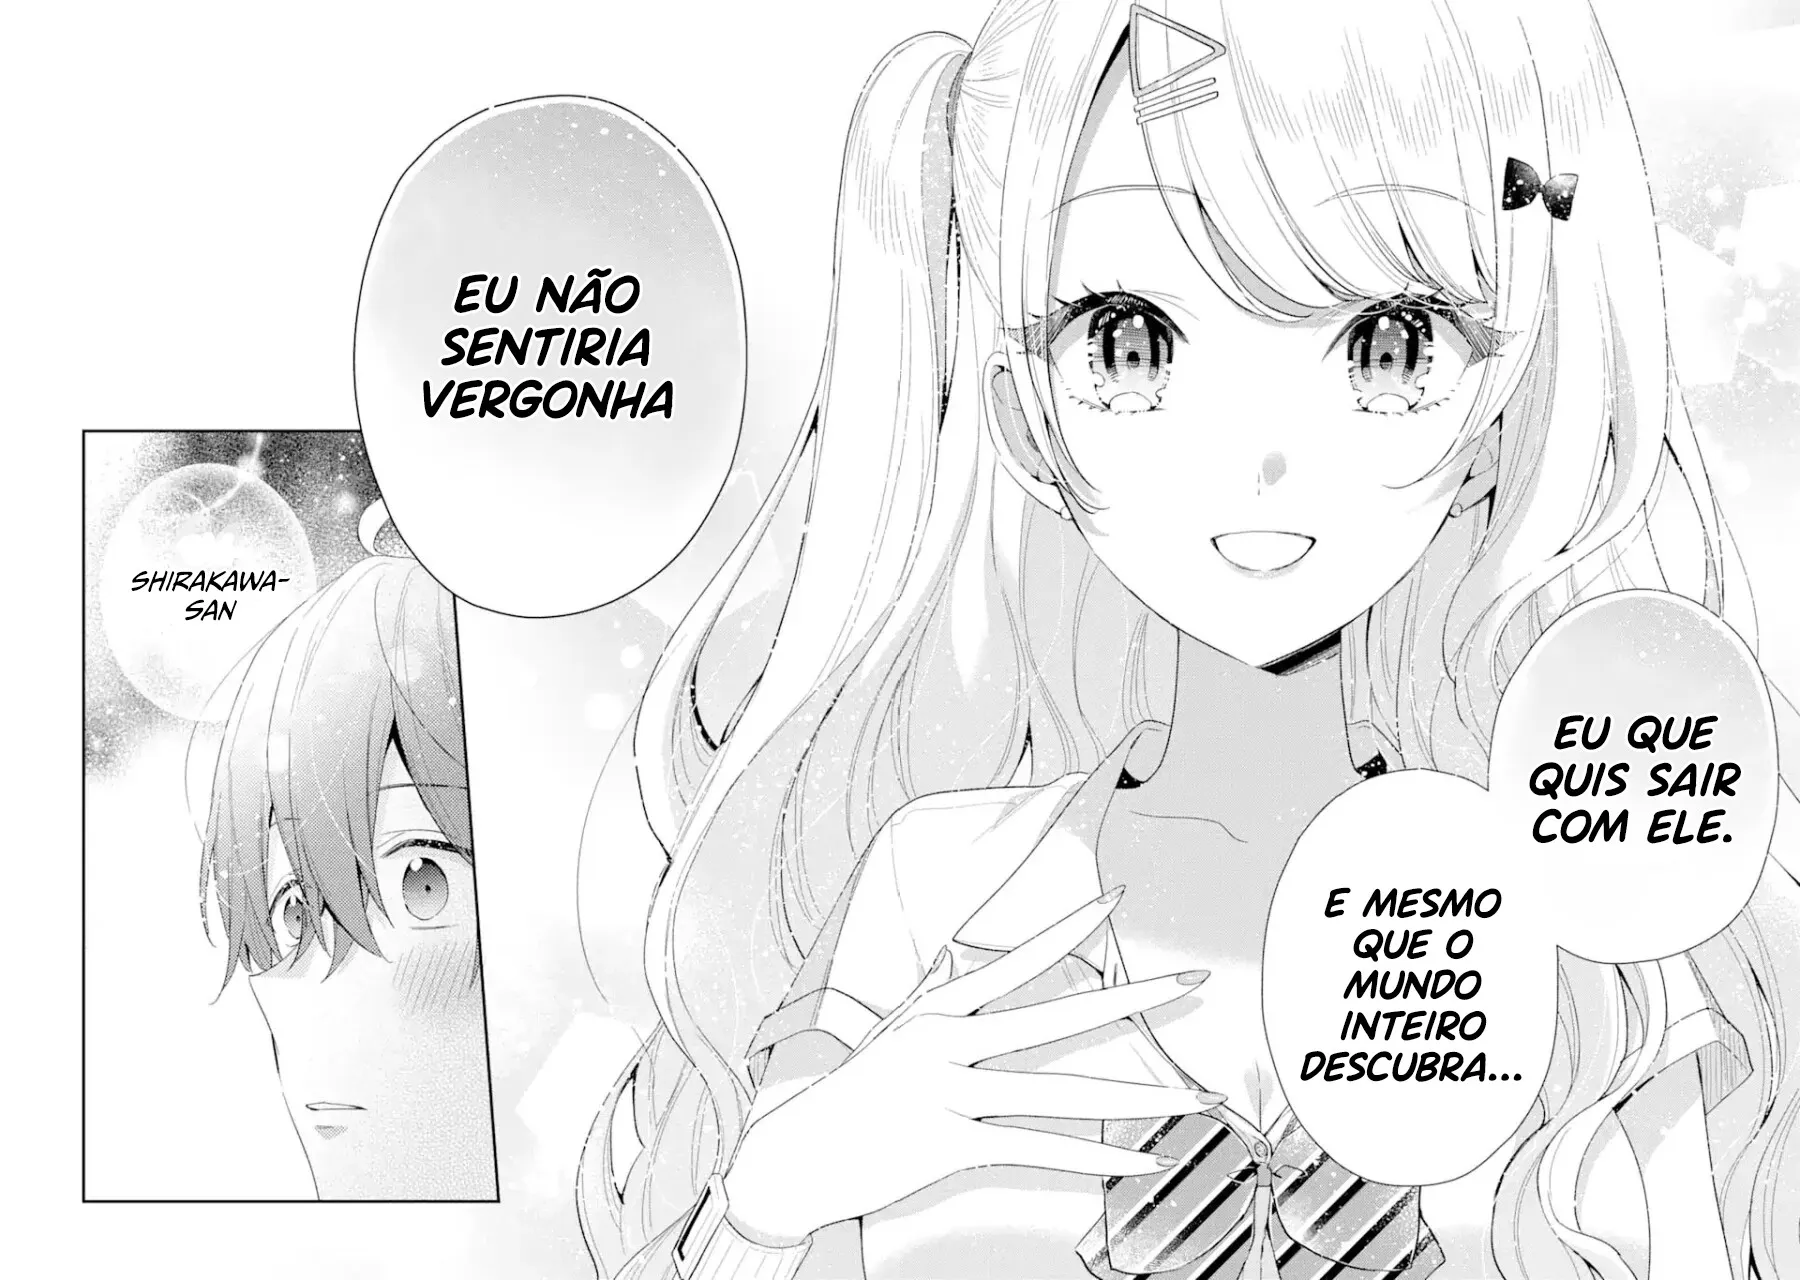 EU QUE
QUIS SAIR
COM ELE.
E MESMO
QUE O
MUNDO
INTEIRO
DESCUBRA...
EU NÃO
SENTIRIA
VERGONHA
SHIRAKAWA-
SAN